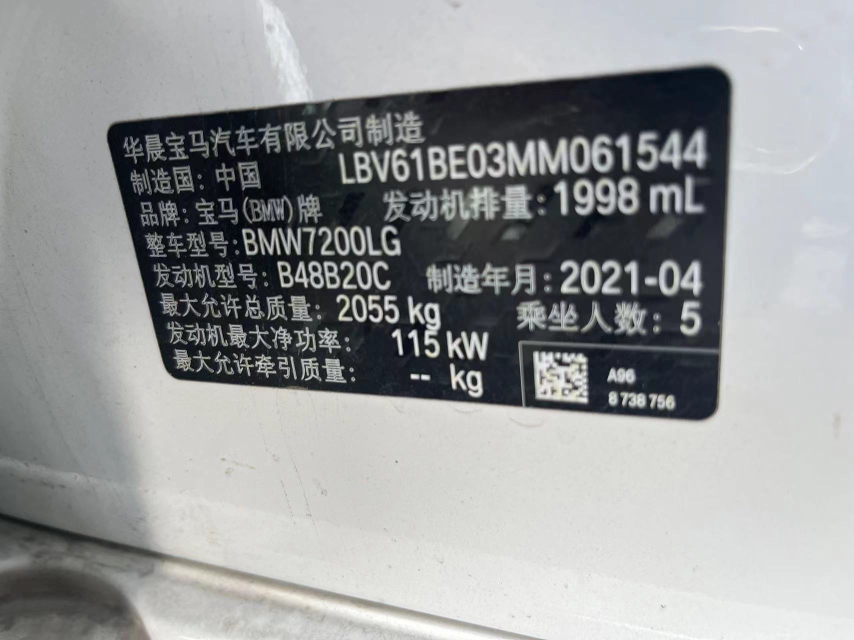 华晨宝马汽车有限公司制造
制造国: 中国 LBV61BE03MM061544
品牌: 宝马(BMW)牌 发动机排量: 1998 mL
整车型号: BMW7200LG
发动机型号: B48B20C 制造年月: 2021-04
最大允许总质量: 2055 kg 乘坐人数: 5
发动机最大净功率: 115 kW
最大允许牵引质量: -- kg
A96
8 738 756